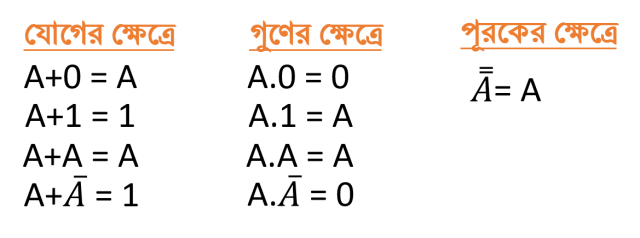 যোগের ক্ষেত্রে
A+0 = A
A+1 = 1
A+A = A
A+A̅ = 1
গুণের ক্ষেত্রে
A.0 = 0
A.1 = A
A.A = A
A.A̅ = 0
পূরকের ক্ষেত্রে
A̿= A